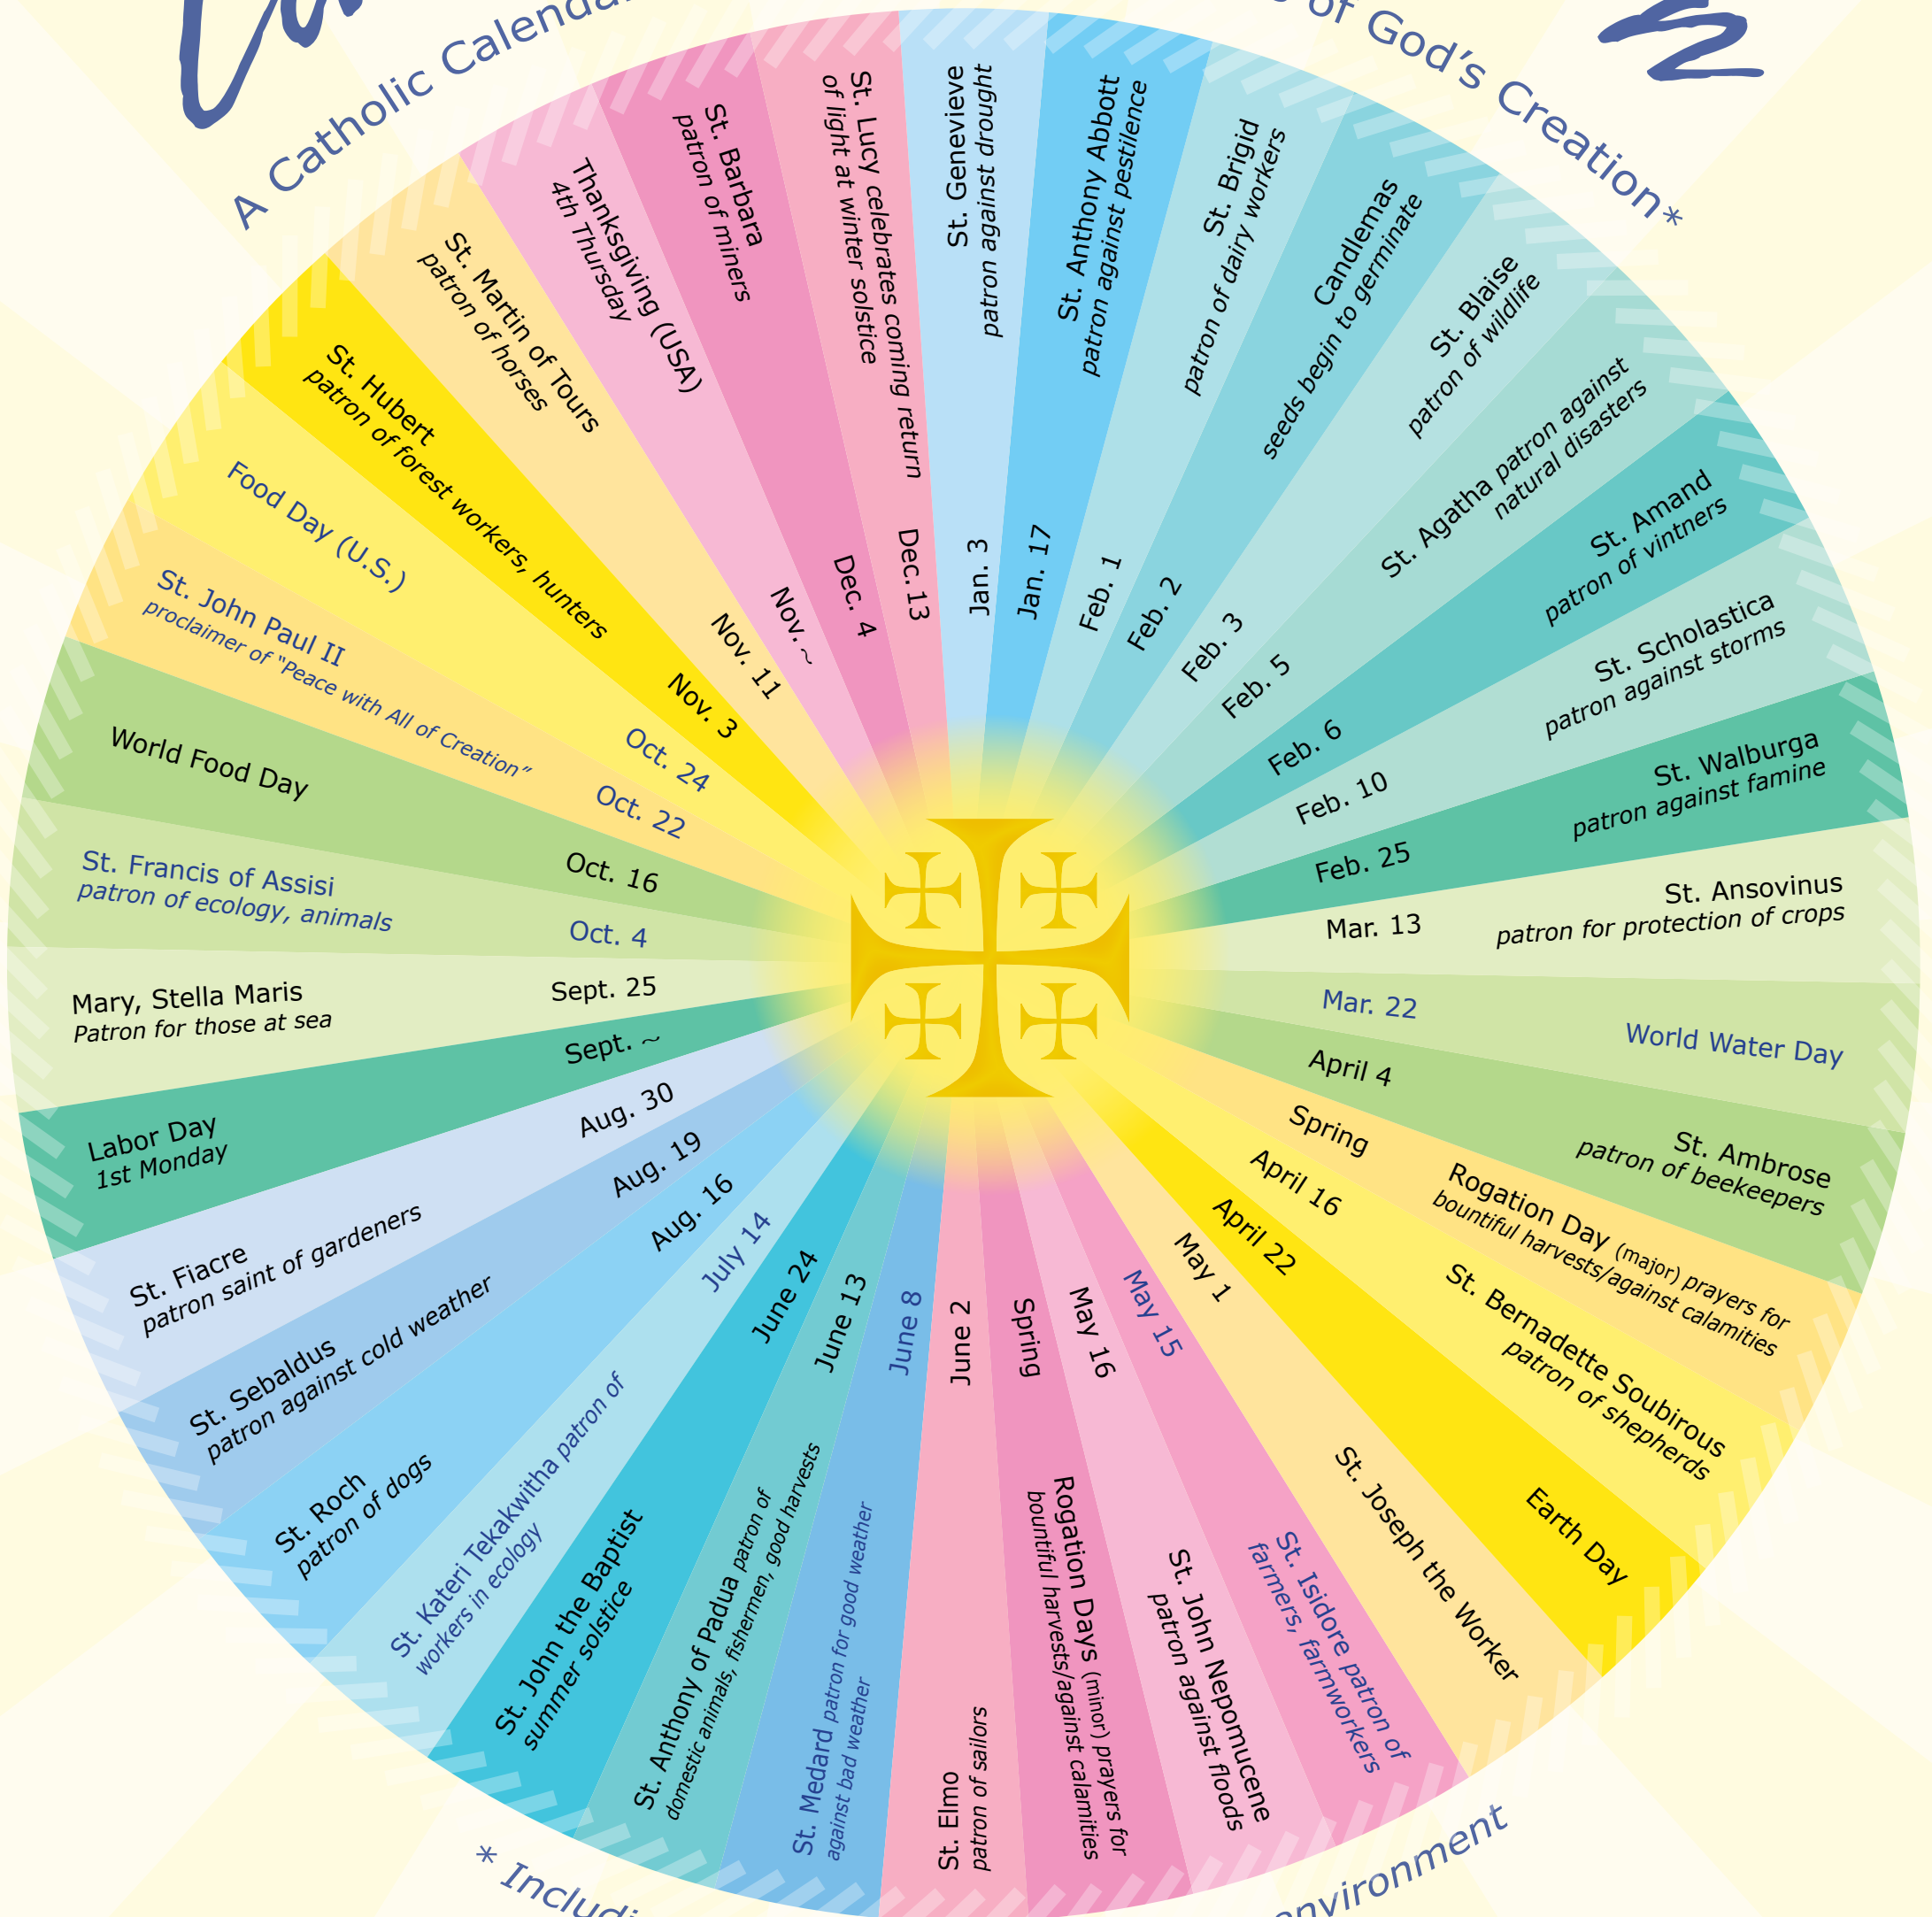 A Catholic Calendar
of God's Creation*
St. Genevieve
patron against drought
Jan. 3
St. Anthony Abbott
patron against pestilence
Jan. 17
St. Brigid
patron of dairy workers
Feb. 1
Candlemas
seeds begin to germinate
Feb. 2
St. Blaise
patron of wildlife
Feb. 3
St. Agatha patron against
natural disasters
Feb. 5
St. Amand
patron of vintners
Feb. 6
St. Scholastica
patron against storms
Feb. 10
St. Walburga
patron against famine
Feb. 25
St. Ansovinus
patron for protection of crops
Mar. 13
World Water Day
Mar. 22
St. Ambrose
patron of beekeepers
April 4
Rogation Day (major) prayers for
bountiful harvests/against calamities
Spring
St. Bernadette Soubirous
patron of shepherds
April 16
Earth Day
April 22
St. Joseph the Worker
May 1
St. Isidore patron of
farmers, farmworkers
May 15
St. John Nepomucene
patron against floods
May 16
Rogation Days (minor) prayers for
bountiful harvests/against calamities
Spring
St. Elmo
patron of sailors
June 2
St. Medard patron for good weather
against bad weather
June 8
St. Anthony of Padua patron of
domestic animals, fishermen, good harvests
June 13
St. John the Baptist
summer solstice
June 24
St. Kateri Tekakwitha patron of
workers in ecology
July 14
St. Roch
patron of dogs
Aug. 16
St. Sebaldus
patron against cold weather
Aug. 19
St. Fiacre
patron saint of gardeners
Aug. 30
Labor Day
1st Monday
Sept. ~
Mary, Stella Maris
Patron for those at sea
Sept. 25
St. Francis of Assisi
patron of ecology, animals
Oct. 4
World Food Day
Oct. 16
St. John Paul II
proclaimer of "Peace with All of Creation"
Oct. 22
Food Day (U.S.)
Oct. 24
St. Hubert
patron of forest workers, hunters
Nov. 3
St. Martin of Tours
patron of horses
Nov. 11
Thanksgiving (USA)
4th Thursday
Nov. ~
St. Barbara
patron of miners
Dec. 4
St. Lucy celebrates coming return
of light at winter solstice
Dec. 13
*
environment